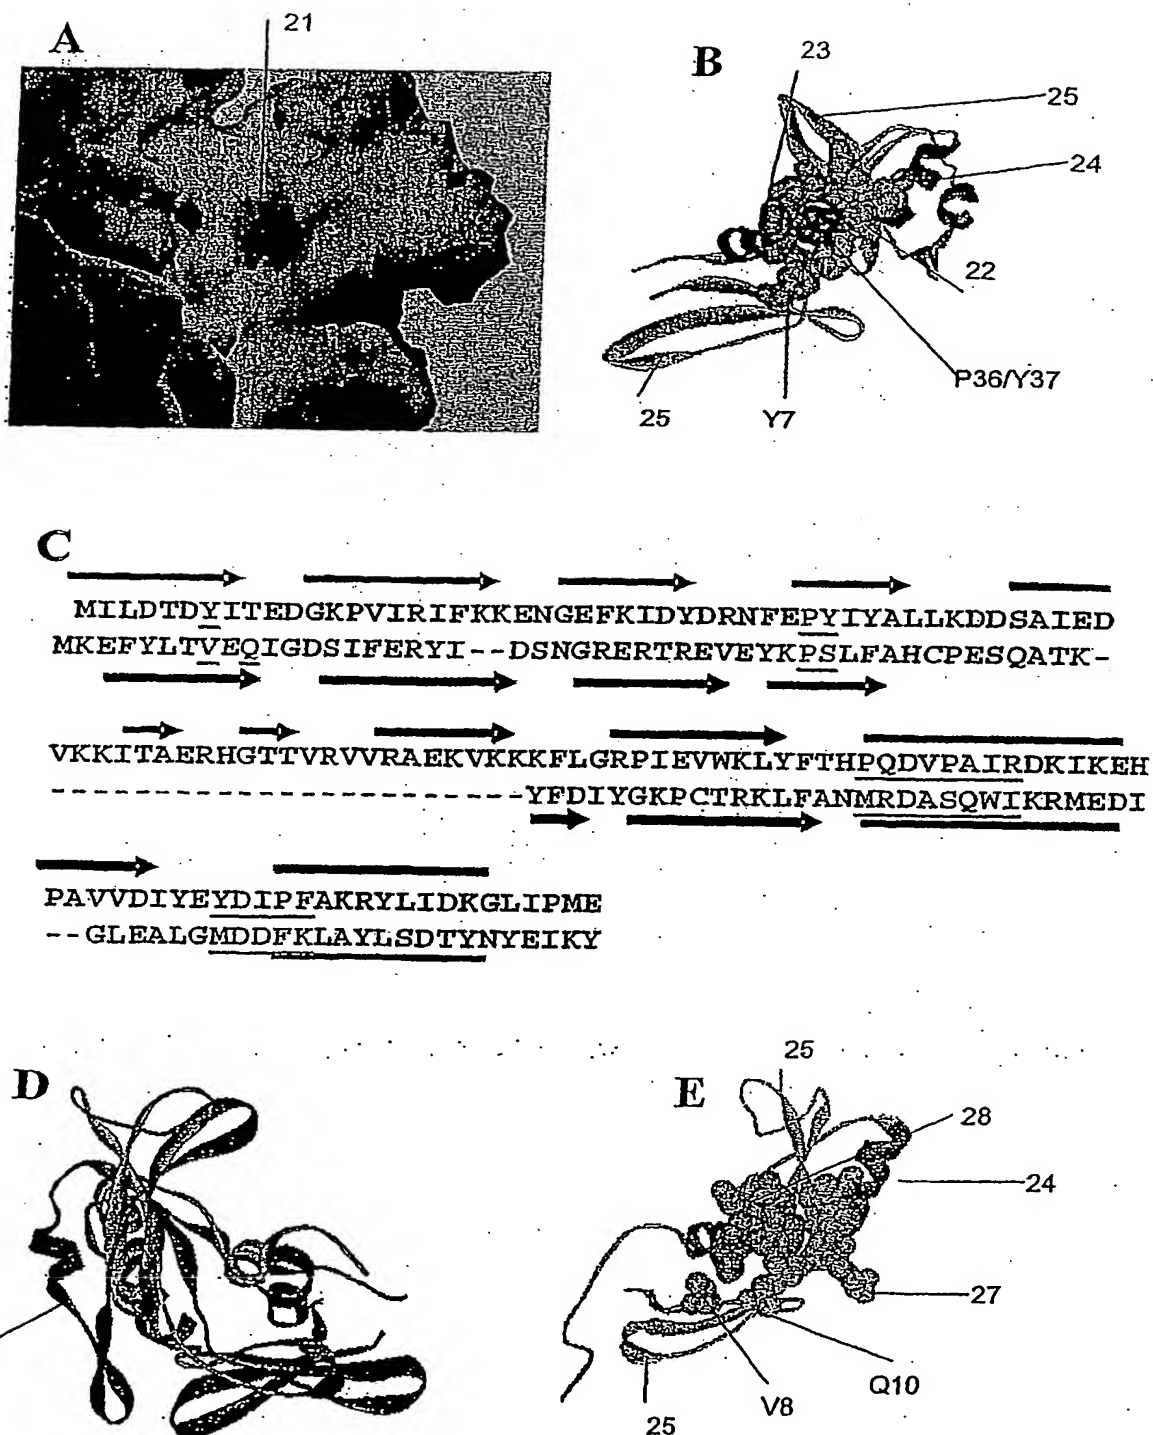 A
21
B
23
25
24
22
P36/Y37
25
Y7
C
MILDTDYITEDGKPVIRIFKKENGEFKIDYDRNFEPYIYALLKDDSAIED
MKEFYLTVEQIGDSIFERYI--DSNGRERTREVEYKPSLFAHCPESQATK-
VKKITAERHGTTVRVVRAEKVKKKFLGRPIEVWKLYFTHPQDVPAIRDKIKEH
-----------------------YFDIYGKPCTRKLFANMRDASQWIKRMEDI
PAVVDIYEYDIPFAKRYLIDKGLIPME
--GLEALGMDDFKLAYLSDTYNYEIKY
D
E
25
28
24
27
Q10
V8
25